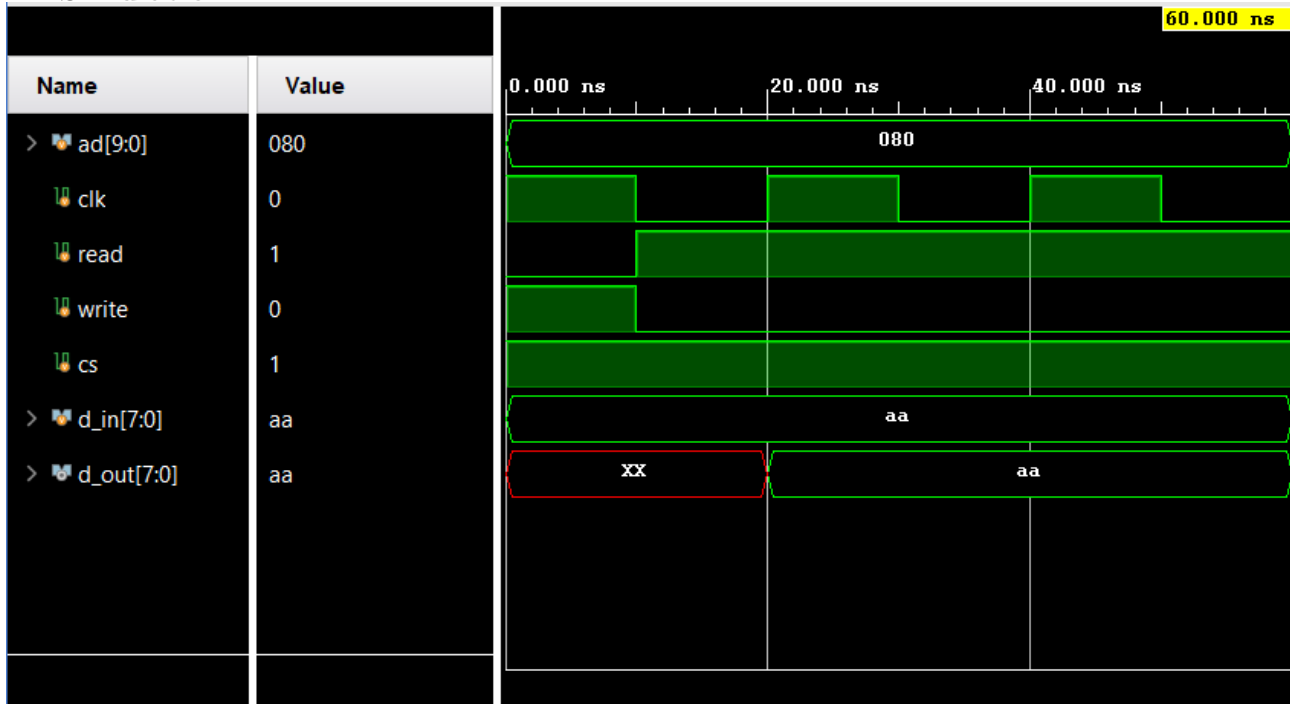 60.000 ns
Name Value 0.000 ns 20.000 ns 40.000 ns
ad[9:0] 080 080
clk 0
read 1
write 0
cs 1
d_in[7:0] aa aa
d_out[7:0] aa XX aa